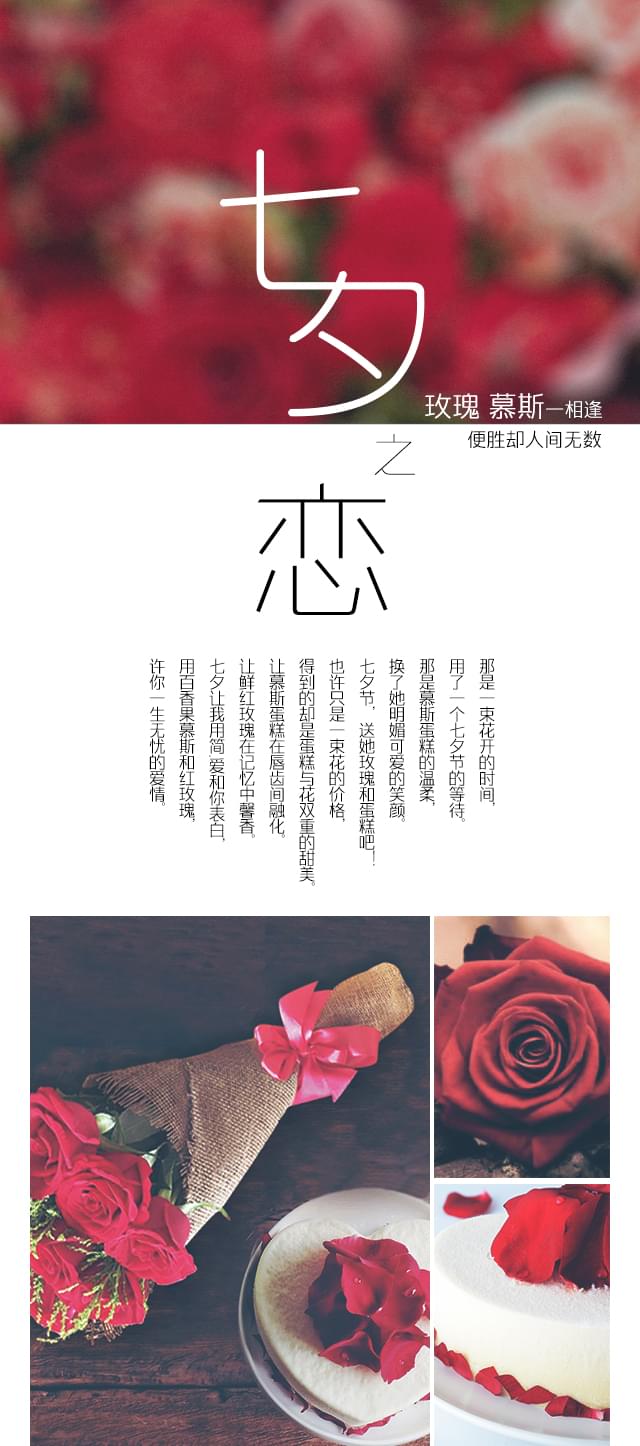 七夕
之
恋
玫瑰 慕斯一相逢
便胜却人间无数
那是一束花开的时间,
用了一个七夕节的等待。
那是慕斯蛋糕的温柔,
换了她明媚可爱的笑颜。
七夕节，送她玫瑰和蛋糕吧！
也许只是一束花的价格,
得到的却是蛋糕与花双重的甜美。
让慕斯蛋糕在唇齿间融化。
让鲜红玫瑰在记忆中馨香。
七夕让我用简.爱和你表白,
用百香果慕斯和红玫瑰,
许你一生无忧的爱情。